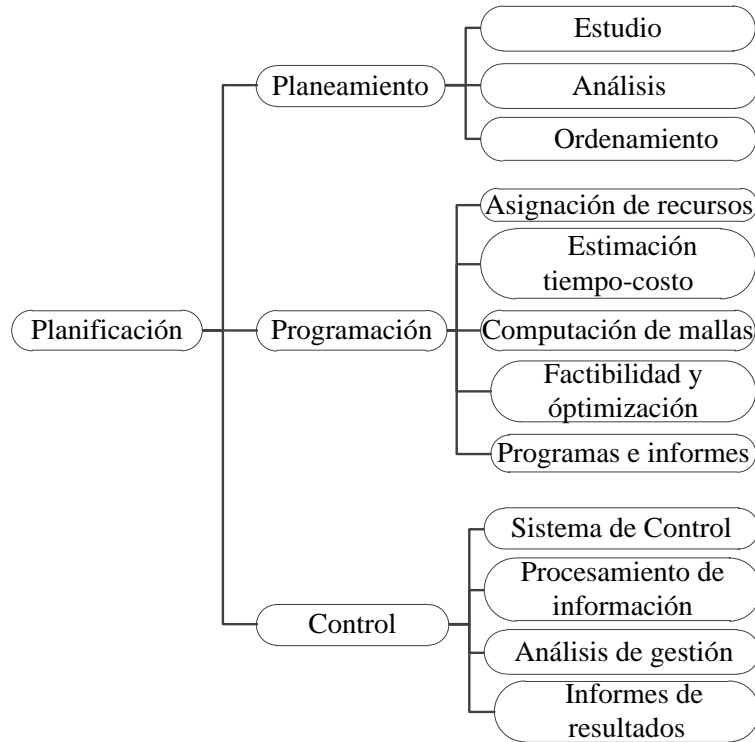 Estudio
Planeamiento
Análisis
Ordenamiento
Asignación de recursos
Estimación
tiempo-costo
Planificación
Programación
Computación de mallas
Factibilidad y
óptimización
Programas e informes
Sistema de Control
Procesamiento de
información
Control
Análisis de gestión
Informes de
resultados